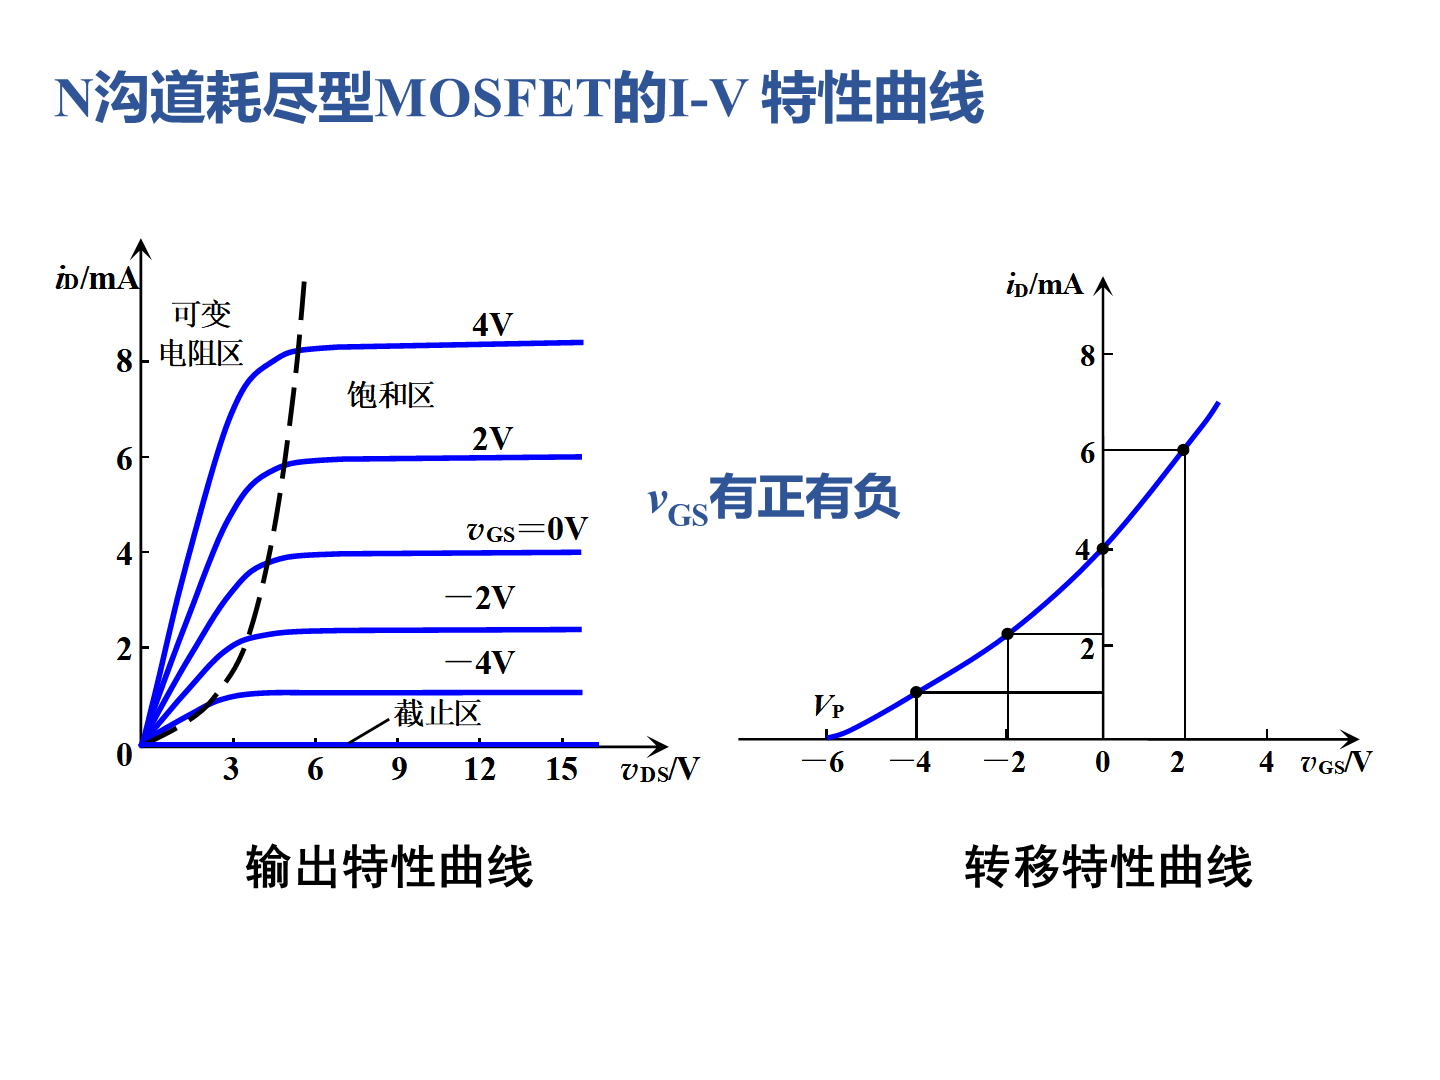 N沟道耗尽型MOSFET的I-V 特性曲线
iD/mA
可变
电阻区
4V
8
饱和区
2V
6
vGS=0V
4
－2V
2
－4V
截止区
0
3 6 9 12 15 vDS/V
输出特性曲线
vGS有正有负
iD/mA
8
6
4
2
VP
－6 －4 －2 0 2 4 vGS/V
转移特性曲线